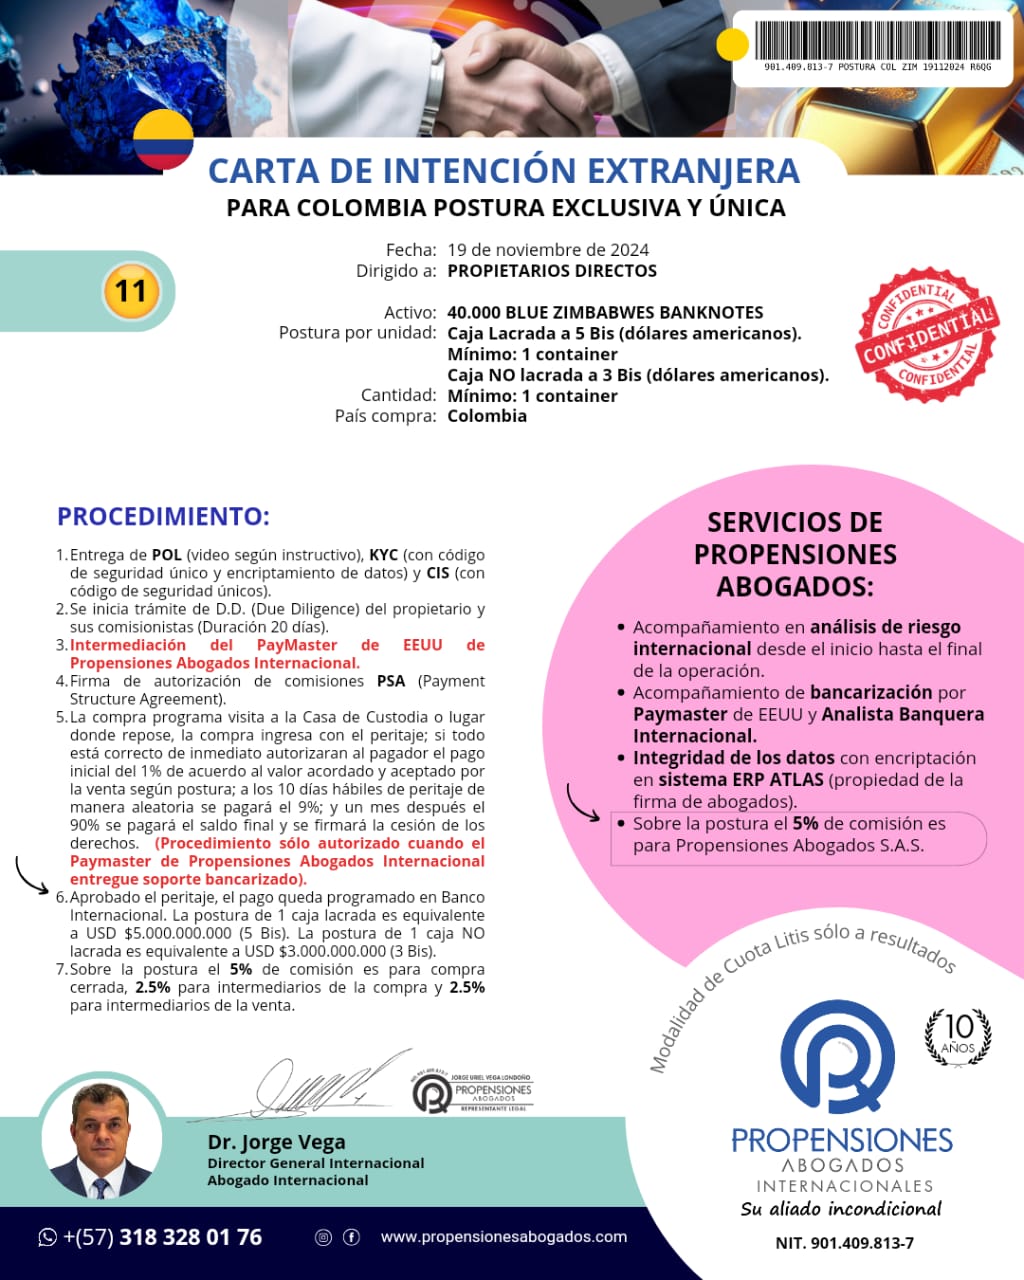 901.409.813-7 POSTURA COL ZIM 19112024 R6QG
CARTA DE INTENCIÓN EXTRANJERA
PARA COLOMBIA POSTURA EXCLUSIVA Y ÚNICA
Fecha: 19 de noviembre de 2024
Dirigido a: PROPIETARIOS DIRECTOS
11
Activo: 40.000 BLUE ZIMBABWES BANKNOTES
Postura por unidad: Caja Lacrada a 5 Bis (dólares americanos).
Mínimo: 1 container
Caja NO lacrada a 3 Bis (dólares americanos).
Cantidad: Mínimo: 1 container
País compra: Colombia
CONFIDENTIAL
CONFIDENTIAL
CONFIDENTIAL
PROCEDIMIENTO:
1. Entrega de POL (video según instructivo), KYC (con código
de seguridad único y encriptamiento de datos) y CIS (con
código de seguridad únicos).
2. Se inicia trámite de D.D. (Due Diligence) del propietario y
sus comisionistas (Duración 20 días).
3. Intermediación del PayMaster de EEUU de
Propensiones Abogados Internacional.
4. Firma de autorización de comisiones PSA (Payment
Structure Agreement).
5. La compra programa visita a la Casa de Custodia o lugar
donde repose, la compra ingresa con el peritaje; si todo
está correcto de inmediato autorizaran al pagador el pago
inicial del 1% de acuerdo al valor acordado y aceptado por
la venta según postura; a los 10 días hábiles de peritaje de
manera aleatoria se pagará el 9%; y un mes después el
90% se pagará el saldo final y se firmará la cesión de los
derechos. (Procedimiento sólo autorizado cuando el
Paymaster de Propensiones Abogados Internacional
entregue soporte bancarizado).
6. Aprobado el peritaje, el pago queda programado en Banco
Internacional. La postura de 1 caja lacrada es equivalente
a USD $5.000.000.000 (5 Bis). La postura de 1 caja NO
lacrada es equivalente a USD $3.000.000.000 (3 Bis).
7. Sobre la postura el 5% de comisión es para compra
cerrada, 2.5% para intermediarios de la compra y 2.5%
para intermediarios de la venta.
SERVICIOS DE
PROPENSIONES
ABOGADOS:
• Acompañamiento en análisis de riesgo
internacional desde el inicio hasta el final
de la operación.
• Acompañamiento de bancarización por
Paymaster de EEUU y Analista Banquera
Internacional.
• Integridad de los datos con encriptación
en sistema ERP ATLAS (propiedad de la
firma de abogados).
• Sobre la postura el 5% de comisión es
para Propensiones Abogados S.A.S.
Modalidad de Cuota Litis sólo a resultados
10
AÑOS
PROPENSIONES
ABOGADOS
INTERNACIONALES
Su aliado incondicional
NIT. 901.409.813-7
JORGE URIEL VEGA LONDOÑO
PROPENSIONES
ABOGADOS
REPRESENTANTE LEGAL
Dr. Jorge Vega
Director General Internacional
Abogado Internacional
+(57) 318 328 01 76
www.propensionesabogados.com